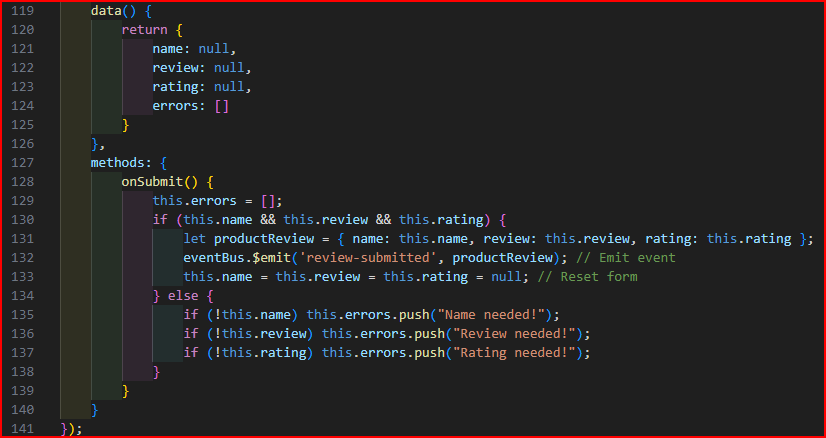 119 data() {
120 return {
121 name: null,
122 review: null,
123 rating: null,
124 errors: []
125 }
126 },
127 methods: {
128 onSubmit() {
129 this.errors = [];
130 if (this.name && this.review && this.rating) {
131 let productReview = { name: this.name, review: this.review, rating: this.rating };
132 eventBus.$emit('review-submitted', productReview); // Emit event
133 this.name = this.review = this.rating = null; // Reset form
134 } else {
135 if (!this.name) this.errors.push("Name needed!");
136 if (!this.review) this.errors.push("Review needed!");
137 if (!this.rating) this.errors.push("Rating needed!");
138 }
139 }
140 }
141 });